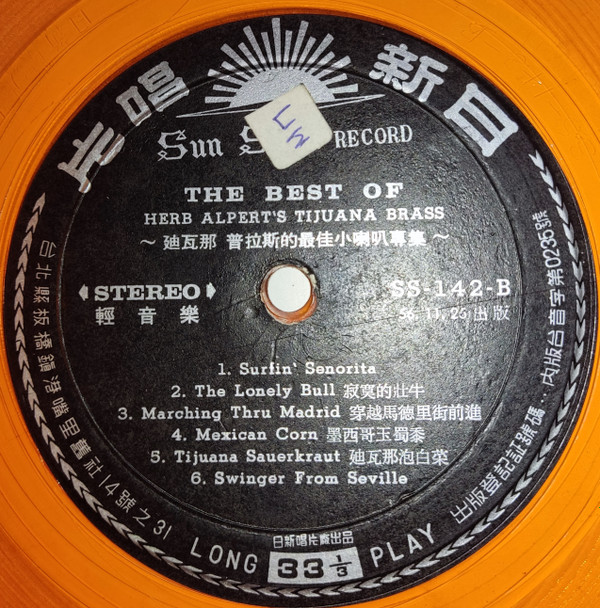 日新唱片
Sun RECORD
THE BEST OF
HERB ALPERT'S TIJUANA BRASS
～廸瓦那 普拉斯的最佳小喇叭專集～
STEREO
輕音樂
SS-142-B
56.11.25出版
1. Surfin' Senorita
2. The Lonely Bull 寂寞的壯牛
3. Marching Thru Madrid 穿越馬德里街前進
4. Mexican Corn 墨西哥玉蜀黍
5. Tijuana Sauerkraut 廸瓦那泡白菜
6. Swinger From Seville
台北縣板橋鎮港嘴里舊社14號之31
出版登記証號碼…內版台音字第0235號
日新唱片廠出品
LONG 33 1/3 PLAY